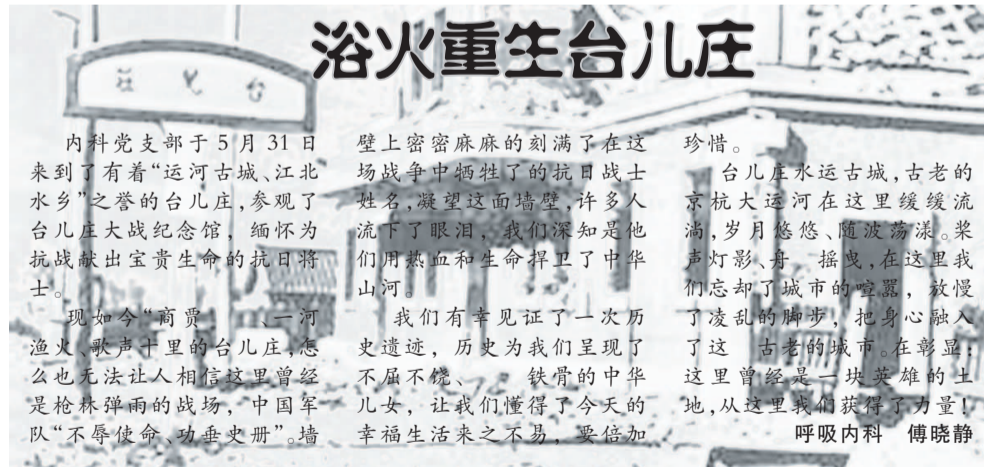 浴火重生台儿庄
庄 儿 台
内科党支部于5月31日
来到了有着“运河古城、江北
水乡”之誉的台儿庄,参观了
台儿庄大战纪念馆，缅怀为
抗战献出宝贵生命的抗日将
士。
现如今“商贾 、一河
渔火、歌声十里的台儿庄,怎
么也无法让人相信这里曾经
是枪林弹雨的战场，中国军
队“不辱使命、功垂史册”。墙
壁上密密麻麻的刻满了在这
场战争中牺牲了的抗日战士
姓名,凝望这面墙壁,许多人
流下了眼泪，我们深知是他
们用热血和生命捍卫了中华
山河。
我们有幸见证了一次历
史遗迹，历史为我们呈现了
不屈不饶、 铁骨的中华
儿女，让我们懂得了今天的
幸福生活来之不易，要倍加
珍惜。
台儿庄水运古城,古老的
京杭大运河在这里缓缓流
淌,岁月悠悠、随波荡漾。桨
声灯影、舟 摇曳,在这里我
们忘却了城市的喧嚣，放慢
了凌乱的脚步，把身心融入
了这 古老的城市。在彰显:
这里曾经是一块英雄的土
地,从这里我们获得了力量!
呼吸内科 傅晓静